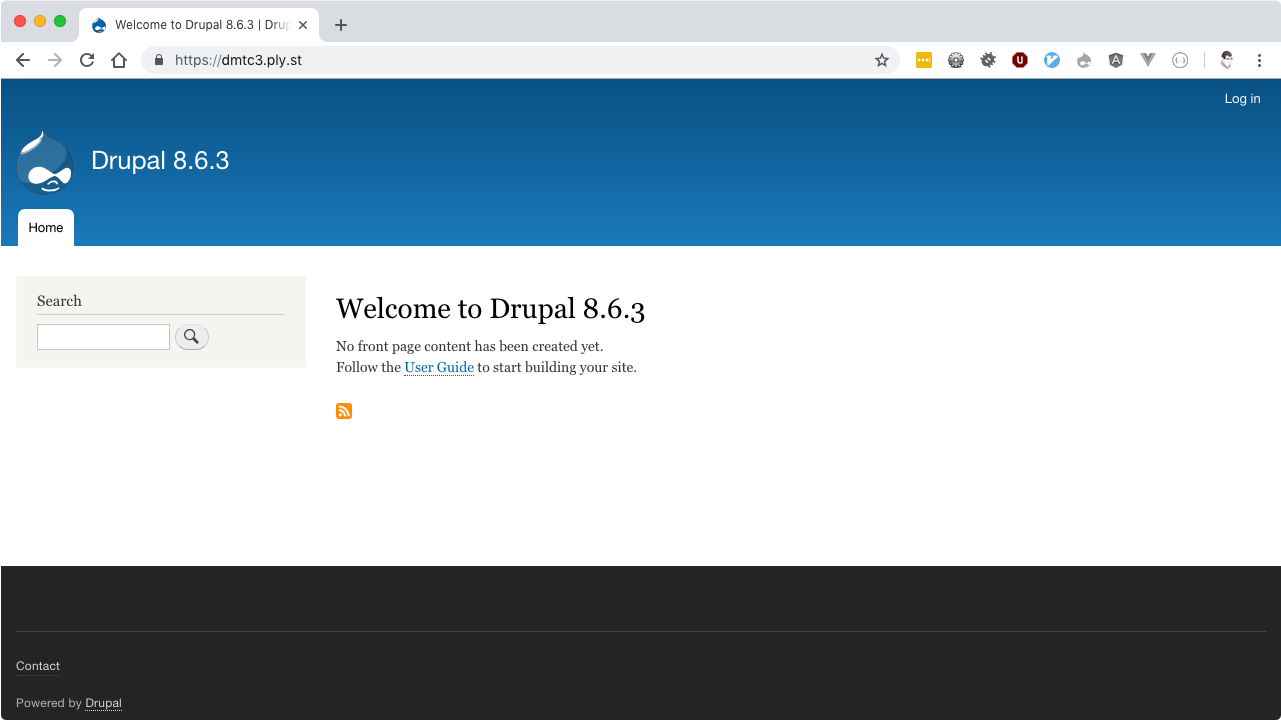 Welcome to Drupal 8.6.3 | Drup
https://dmtc3.ply.st
Log in
Drupal 8.6.3
Home
Search
Welcome to Drupal 8.6.3
No front page content has been created yet.
Follow the User Guide to start building your site.
Contact
Powered by Drupal